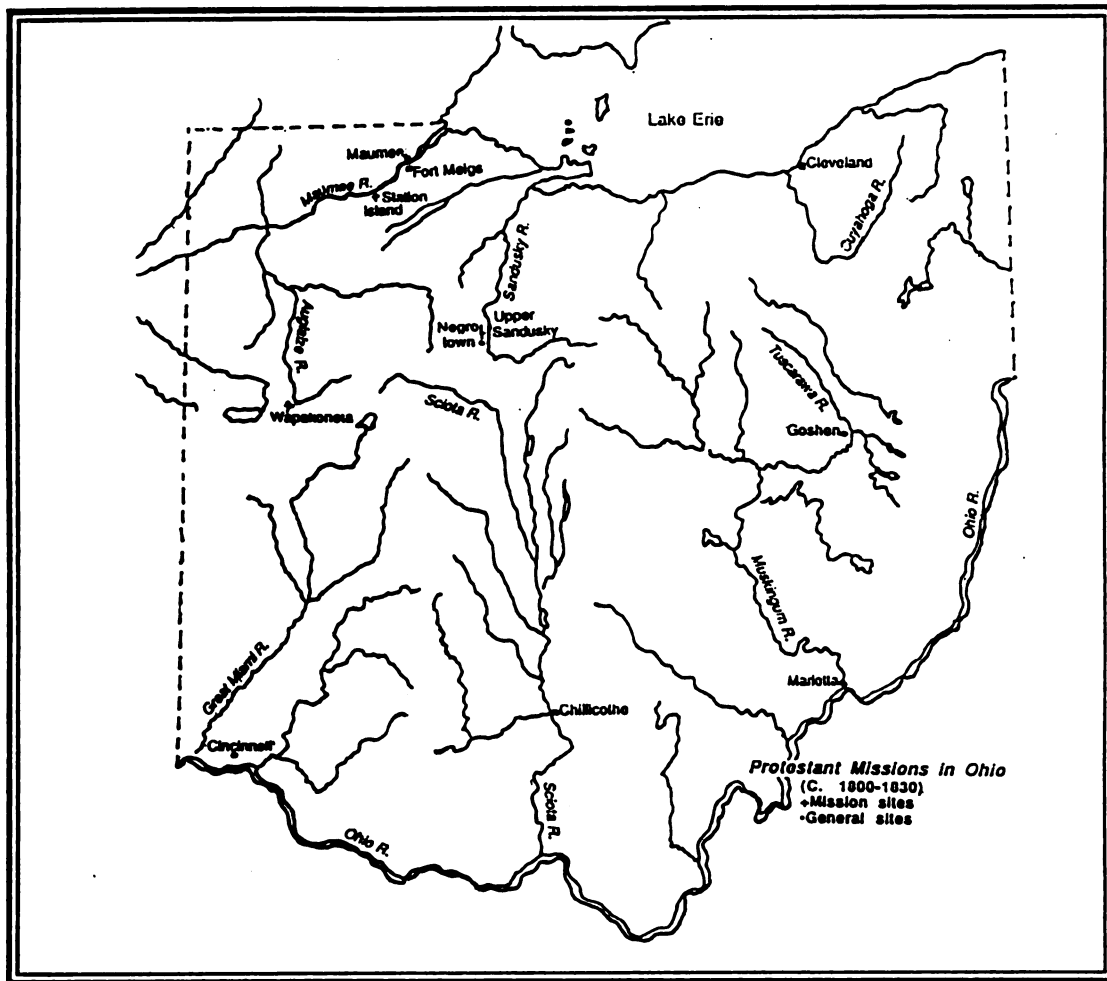 Lake Erie
Maumee
Fort Meigs
Maumee R.
Station
Island
Cleveland
Cuyahoga R.
Sandusky R.
Auglaize R.
Negro
town
Upper
Sandusky
Wapakoneta
Sciota R.
Tuscarawa R.
Goshen
Ohio R.
Muskingum R.
Marietta
Great Miami R.
Cincinnati
Chillicothe
Sciota R.
Ohio R.
Protestant Missions in Ohio
(C. 1800-1830)
+Mission sites
•General sites